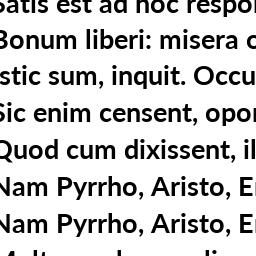 Satis est ad hoc respon
Bonum liberi: misera o
stic sum, inquit. Occu
Sic enim censent, opor
Quod cum dixissent, il
Nam Pyrrho, Aristo, Er
Nam Pyrrho, Aristo, Er